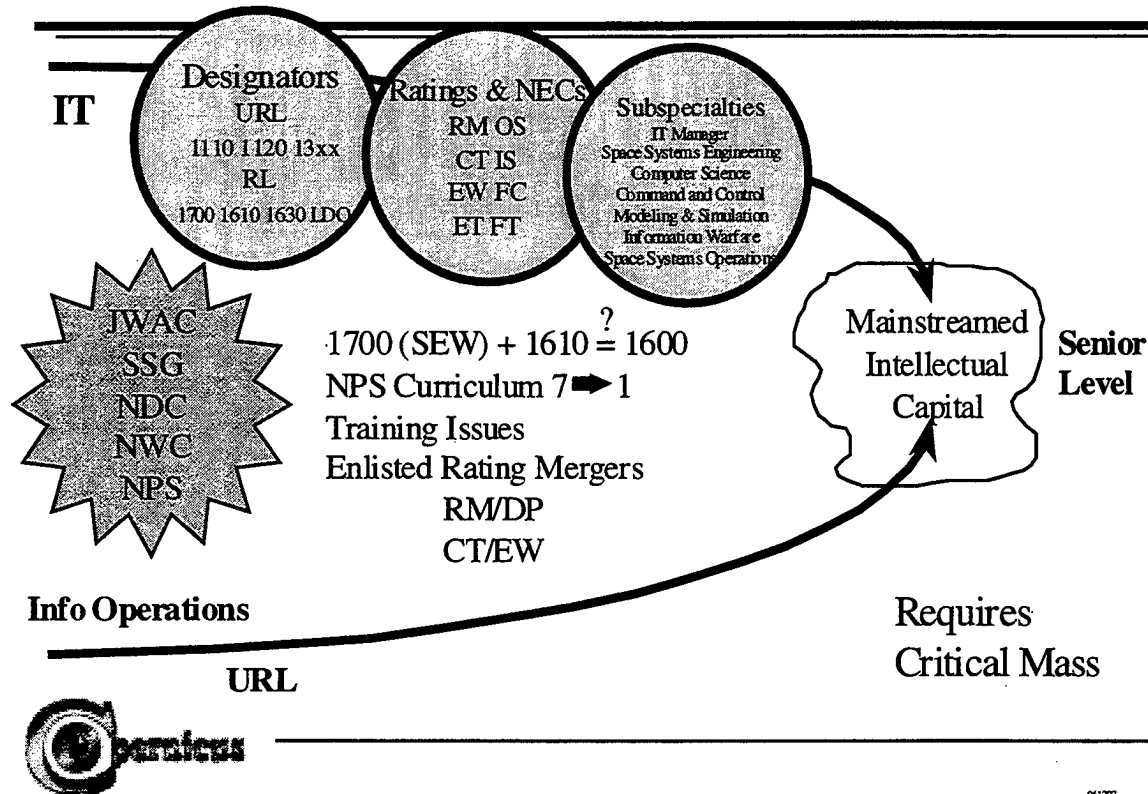 IT
Designators
URL
1110 1120 13xx
RL
1700 1610 1630 LDO
Ratings & NECs
RM OS
CT IS
EW FC
ET FT
Subspecialties
IT Manager
Space Systems Engineering
Computer Science
Command and Control
Modeling & Simulation
Information Warfare
Space Systems Operations
JWAC
SSG
NDC
NWC
NPS
?
1700 (SEW) + 1610 = 1600
NPS Curriculum 7 ➡ 1
Training Issues
Enlisted Rating Mergers
RM/DP
CT/EW
Mainstreamed
Intellectual
Capital
Senior
Level
Info Operations
URL
Requires
Critical Mass
Copernicus